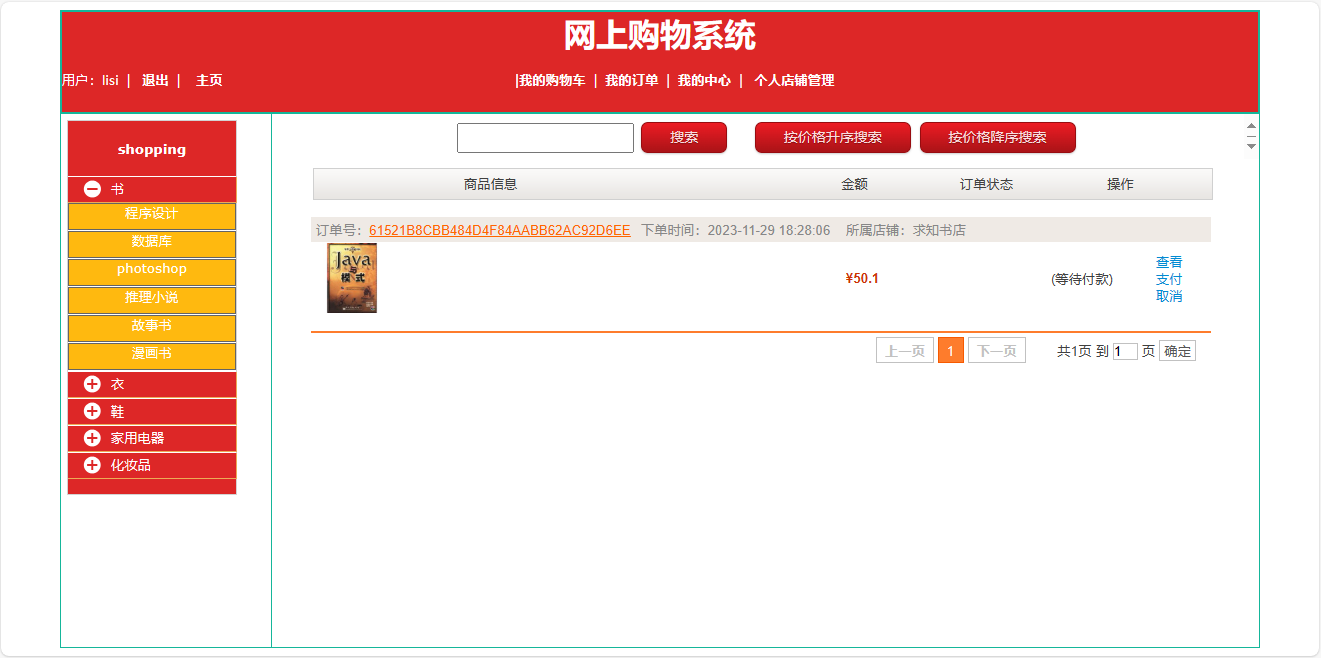 网上购物系统
用户：lisi | 退出 | 主页
|我的购物车 | 我的订单 | 我的中心 | 个人店铺管理
搜索 按价格升序搜索 按价格降序搜索
shopping
书
程序设计
数据库
photoshop
推理小说
故事书
漫画书
衣
鞋
家用电器
化妆品
商品信息 金额 订单状态 操作
订单号：61521B8CBB484D4F84AABB62AC92D6EE 下单时间：2023-11-29 18:28:06 所属店铺：求知书店
Java
与
模式
¥50.1
(等待付款)
查看
支付
取消
上一页 1 下一页 共1页 到 1 页 确定